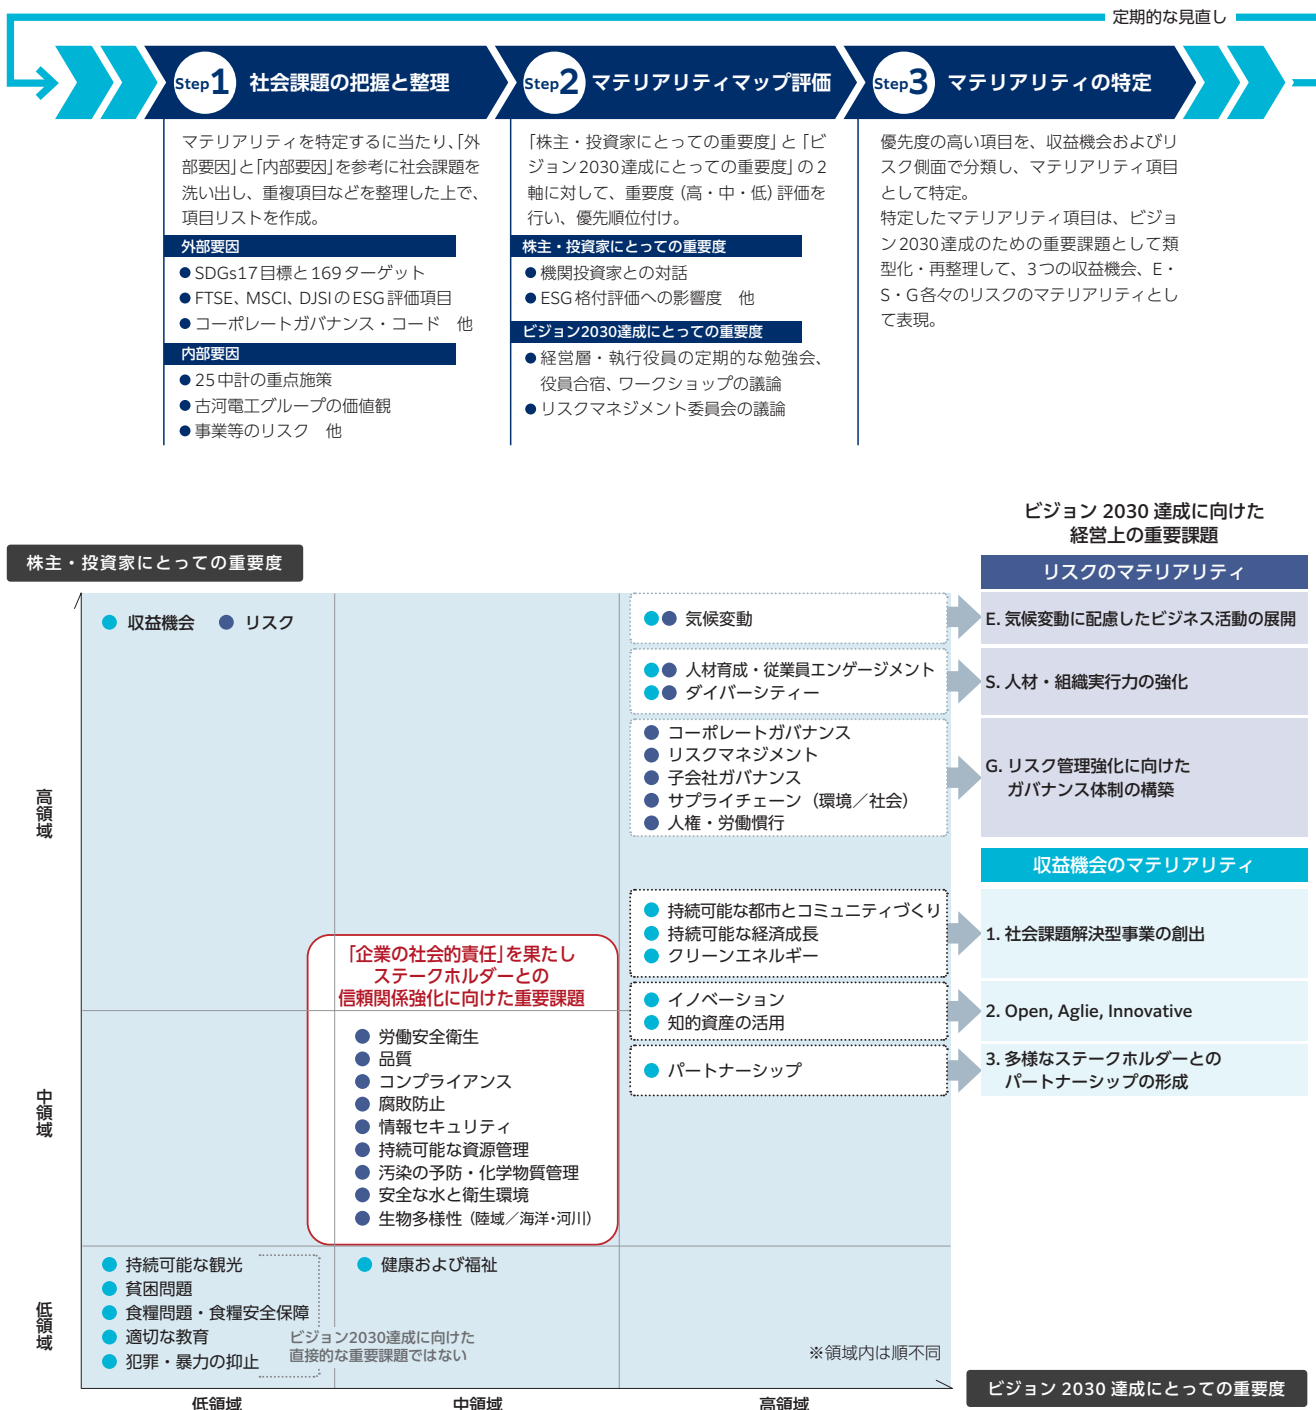 定期的な見直し
Step1 社会課題の把握と整理
マテリアリティを特定するに当たり、「外
部要因」と「内部要因」を参考に社会課題を
洗い出し、重複項目などを整理した上で、
項目リストを作成。
外部要因
●SDGs17目標と169ターゲット
●FTSE、MSCI、DJSIのESG評価項目
●コーポレートガバナンス・コード 他
内部要因
●25中計の重点施策
●古河電工グループの価値観
●事業等のリスク 他
Step2 マテリアリティマップ評価
「株主・投資家にとっての重要度」と「ビ
ジョン2030達成にとっての重要度」の2
軸に対して、重要度（高・中・低）評価を
行い、優先順位付け。
株主・投資家にとっての重要度
●機関投資家との対話
●ESG格付評価への影響度 他
ビジョン2030達成にとっての重要度
●経営層・執行役員の定期的な勉強会、
役員合宿、ワークショップの議論
●リスクマネジメント委員会の議論
Step3 マテリアリティの特定
優先度の高い項目を、収益機会およびリ
スク側面で分類し、マテリアリティ項目
として特定。
特定したマテリアリティ項目は、ビジョ
ン2030達成のための重要課題として類
型化・再整理して、3つの収益機会、E・
S・G各々のリスクのマテリアリティとし
て表現。
ビジョン 2030 達成に向けた
経営上の重要課題
株主・投資家にとっての重要度
リスクのマテリアリティ
● 収益機会 ● リスク
●● 気候変動
E. 気候変動に配慮したビジネス活動の展開
●● 人材育成・従業員エンゲージメント
●● ダイバーシティー
S. 人材・組織実行力の強化
● コーポレートガバナンス
● リスクマネジメント
● 子会社ガバナンス
● サプライチェーン（環境／社会）
● 人権・労働慣行
G. リスク管理強化に向けた
ガバナンス体制の構築
高領域
収益機会のマテリアリティ
● 持続可能な都市とコミュニティづくり
● 持続可能な経済成長
● クリーンエネルギー
1. 社会課題解決型事業の創出
● イノベーション
● 知的資産の活用
2. Open, Aglie, Innovative
● パートナーシップ
3. 多様なステークホルダーとの
パートナーシップの形成
「企業の社会的責任」を果たし
ステークホルダーとの
信頼関係強化に向けた重要課題
● 労働安全衛生
● 品質
● コンプライアンス
● 腐敗防止
● 情報セキュリティ
● 持続可能な資源管理
● 汚染の予防・化学物質管理
● 安全な水と衛生環境
● 生物多様性（陸域／海洋・河川）
中領域
● 持続可能な観光
● 貧困問題
● 食糧問題・食糧安全保障
● 適切な教育
● 犯罪・暴力の抑止
ビジョン2030達成に向けた
直接的な重要課題ではない
● 健康および福祉
※領域内は順不同
低領域
ビジョン 2030 達成にとっての重要度
低領域
中領域
高領域